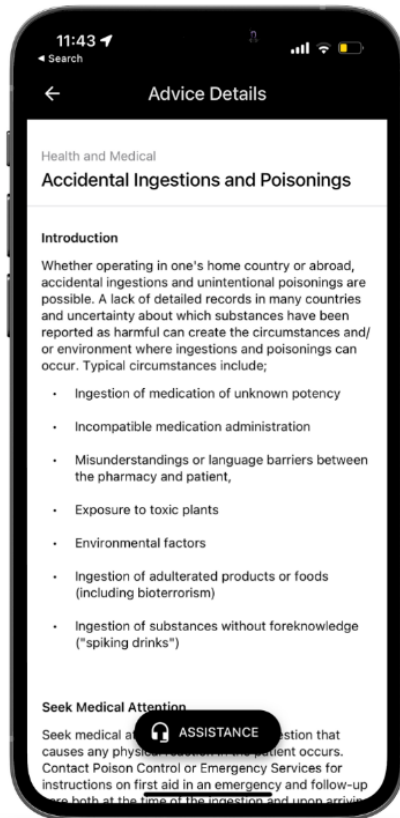 11:43
◀ Search
Advice Details
Health and Medical
Accidental Ingestions and Poisonings
Introduction
Whether operating in one's home country or abroad,
accidental ingestions and unintentional poisonings are
possible. A lack of detailed records in many countries
and uncertainty about which substances have been
reported as harmful can create the circumstances and/
or environment where ingestions and poisonings can
occur. Typical circumstances include;
• Ingestion of medication of unknown potency
• Incompatible medication administration
• Misunderstandings or language barriers between
the pharmacy and patient,
• Exposure to toxic plants
• Environmental factors
• Ingestion of adulterated products or foods
(including bioterrorism)
• Ingestion of substances without foreknowledge
("spiking drinks")
Seek Medical Attention
ASSISTANCE
Seek medical
causes any patient occurs.
Contact Poison Control or Emergency Services for
instructions on first aid in an emergency and follow-up
both at the time of the ingestion and upon